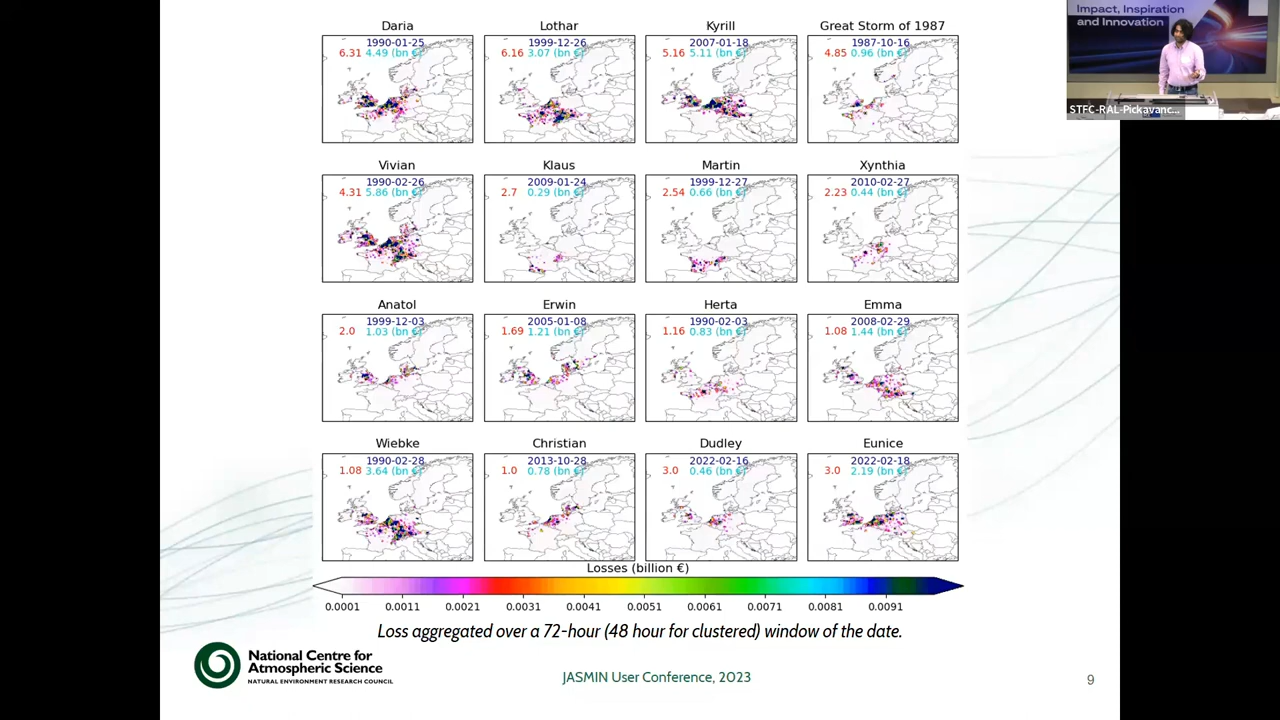 Daria
Lothar
Kyrill
Great Storm of 1987
1990-01-25
6.31 4.49 (bn €)
1999-12-26
6.16 3.07 (bn €)
2007-01-18
5.16 5.11 (bn €)
1987-10-16
4.85 0.96 (bn €)
Vivian
Klaus
Martin
Xynthia
1990-02-26
4.31 5.86 (bn €)
2009-01-24
2.7 0.29 (bn €)
1999-12-27
2.54 0.66 (bn €)
2010-02-27
2.23 0.44 (bn €)
Anatol
Erwin
Herta
Emma
1999-12-03
2.0 1.03 (bn €)
2005-01-08
1.69 1.21 (bn €)
1990-02-03
1.16 0.83 (bn €)
2008-02-29
1.08 1.44 (bn €)
Wiebke
Christian
Dudley
Eunice
1990-02-28
1.08 3.64 (bn €)
2013-10-28
1.0 0.78 (bn €)
2022-02-16
3.0 0.46 (bn €)
2022-02-18
3.0 2.19 (bn €)
Losses (billion €)
0.0001 0.0011 0.0021 0.0031 0.0041 0.0051 0.0061 0.0071 0.0081 0.0091
Loss aggregated over a 72-hour (48 hour for clustered) window of the date.
National Centre for
Atmospheric Science
NATURAL ENVIRONMENT RESEARCH COUNCIL
JASMIN User Conference, 2023
9
Impact, Inspiration
and Innovation
STFC-RAL-Pickavanc...